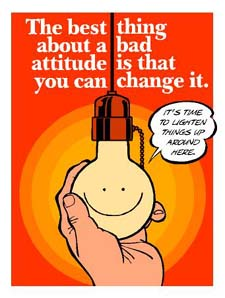 The best thing
about a bad
attitude is that
you can change it.
IT'S TIME
TO LIGHTEN
THINGS UP
AROUND
HERE.